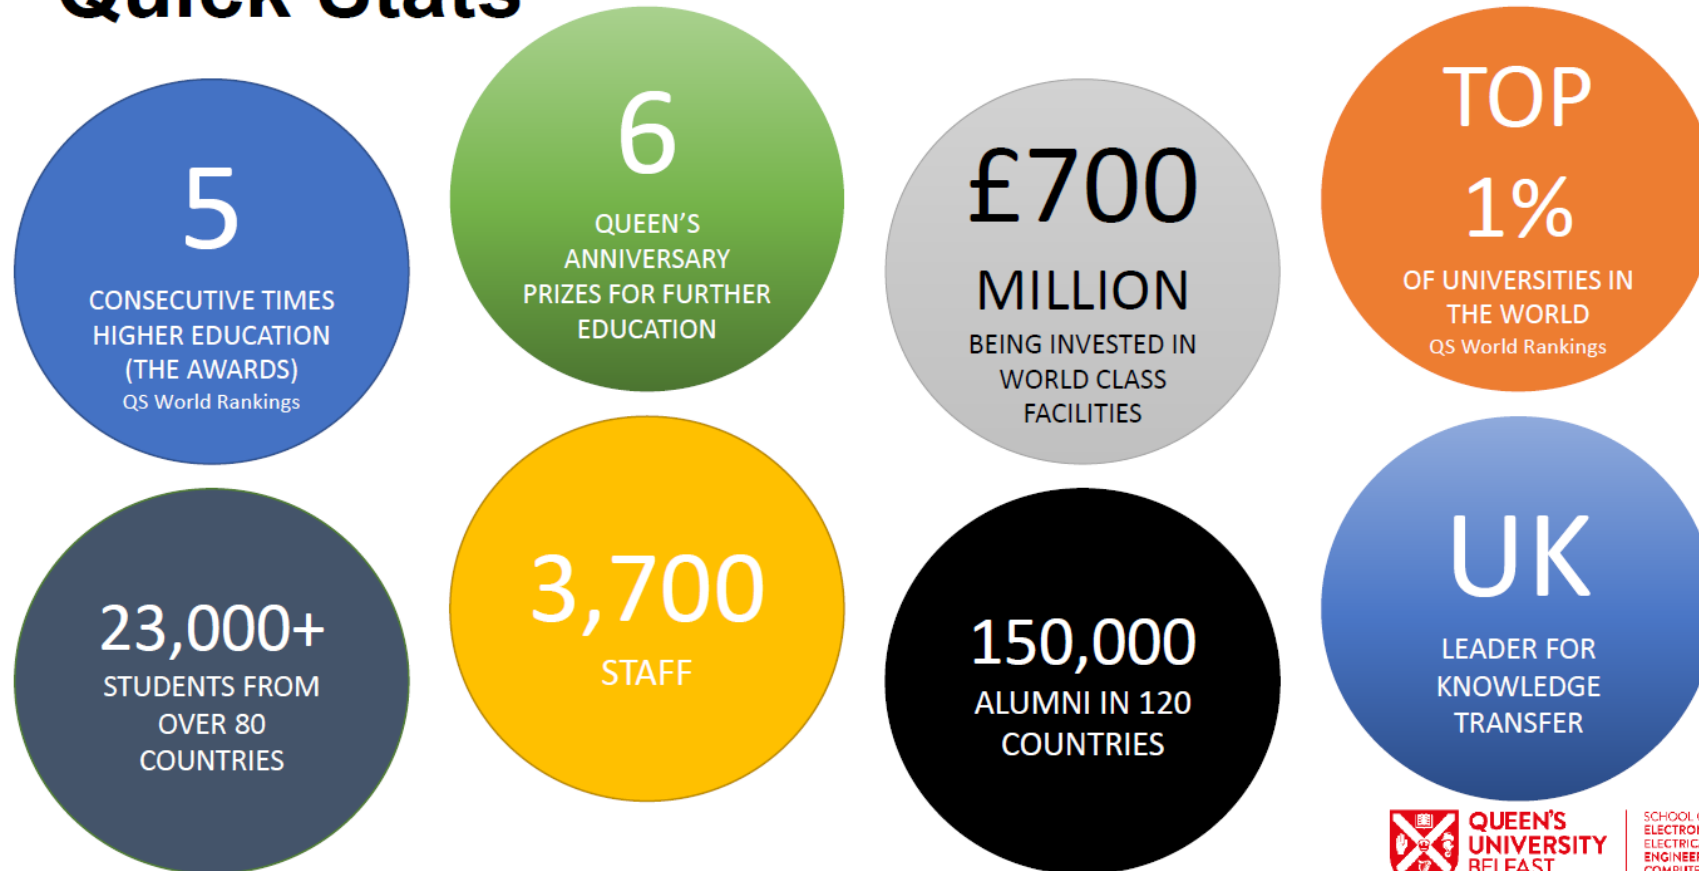 Quick Stats
5
CONSECUTIVE TIMES
HIGHER EDUCATION
(THE AWARDS)
QS World Rankings
6
QUEEN'S
ANNIVERSARY
PRIZES FOR FURTHER
EDUCATION
£700
MILLION
BEING INVESTED IN
WORLD CLASS
FACILITIES
TOP
1%
OF UNIVERSITIES IN
THE WORLD
QS World Rankings
23,000+
STUDENTS FROM
OVER 80
COUNTRIES
3,700
STAFF
150,000
ALUMNI IN 120
COUNTRIES
UK
LEADER FOR
KNOWLEDGE
TRANSFER
QUEEN'S
UNIVERSITY
BELFAST
SCHOOL